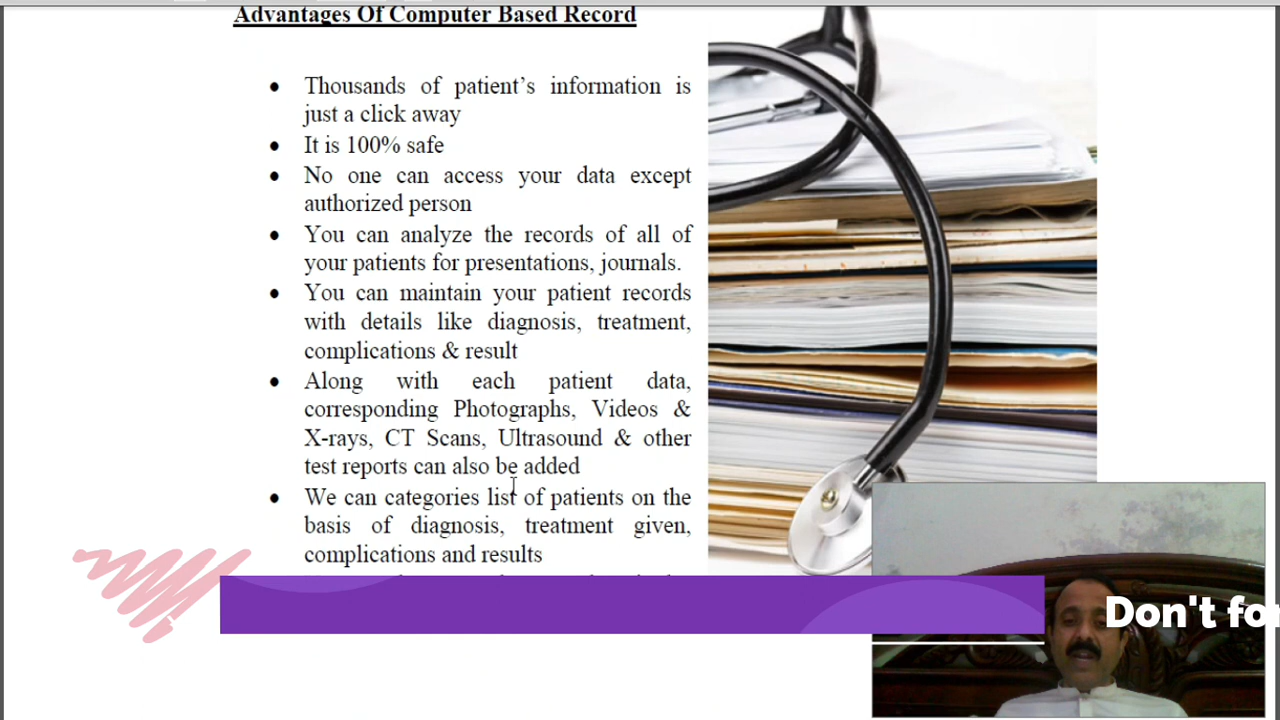 Advantages Of Computer Based Record
Thousands of patient's information is
just a click away
It is 100% safe
No one can access your data except
authorized person
You can analyze the records of all of
your patients for presentations, journals.
You can maintain your patient records
with details like diagnosis, treatment,
complications & result
Along with each patient data,
corresponding Photographs, Videos &
X-rays, CT Scans, Ultrasound & other
test reports can also be added
We can categories list of patients on the
basis of diagnosis, treatment given,
complications and results
Don't fo